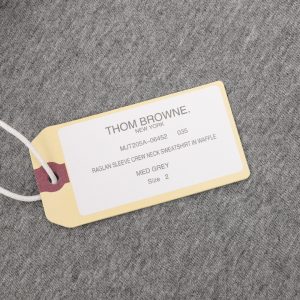 THOM BROWNE.
NEW YORK
MJT205A-06452 035
RAGLAN SLEEVE CREW NECK SWEATSHIRT IN WAFFLE
MED GREY
Size 2